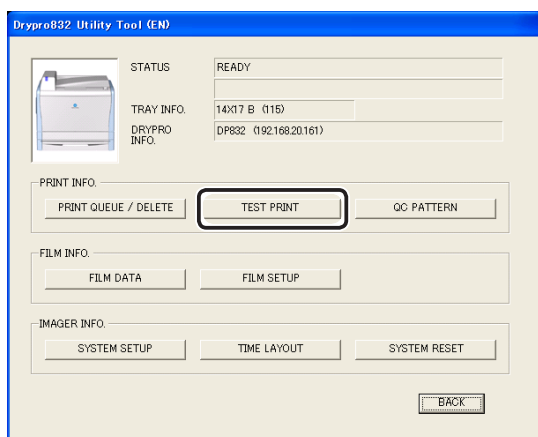 Drypro832 Utility Tool (EN)
STATUS READY
TRAY INFO. 14X17 B (115)
DRYPRO INFO. DP832 (192.168.20.161)
PRINT INFO.
PRINT QUEUE / DELETE TEST PRINT QC PATTERN
FILM INFO.
FILM DATA FILM SETUP
IMAGER INFO.
SYSTEM SETUP TIME LAYOUT SYSTEM RESET
BACK